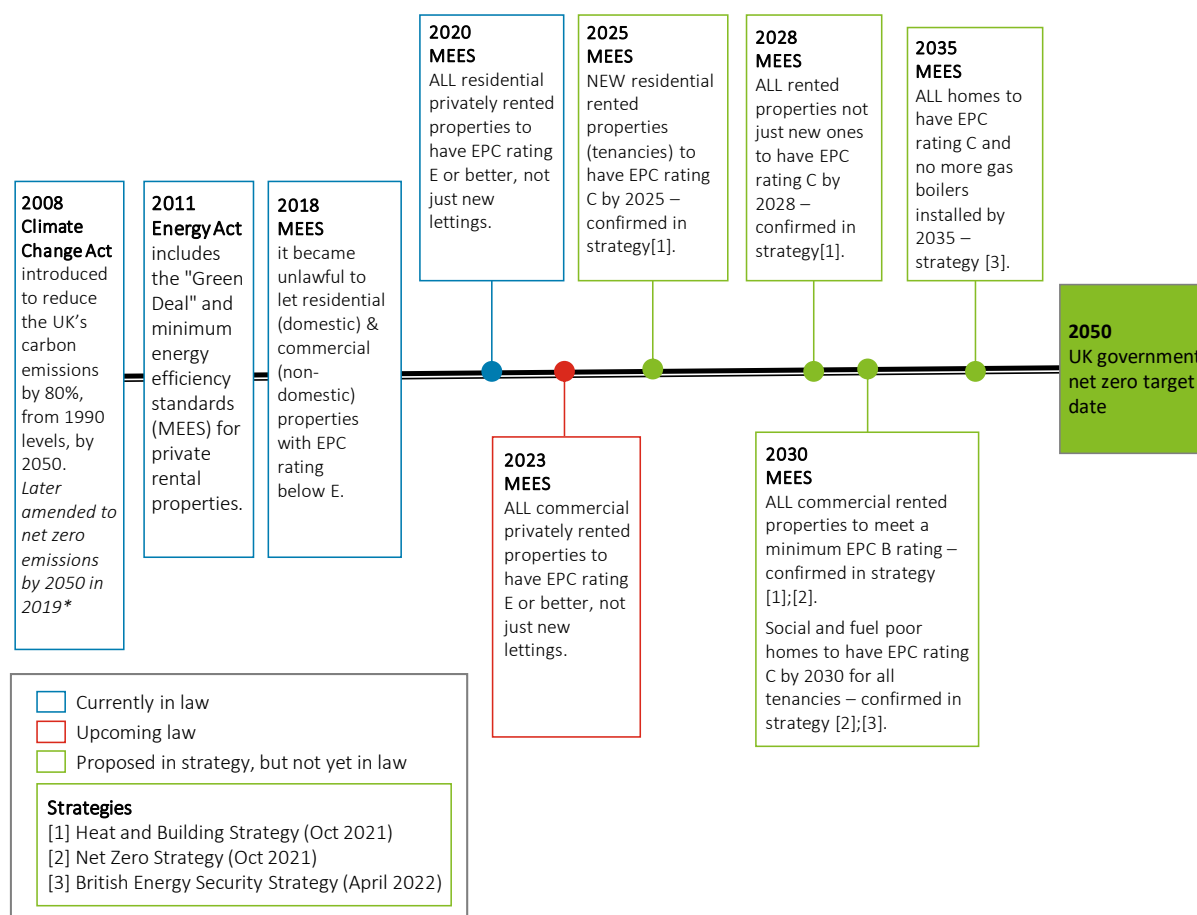 2008
Climate
Change Act
introduced
to reduce
the UK’s
carbon
emissions
by 80%,
from 1990
levels, by
2050.
Later
amended to
net zero
emissions
by 2050 in
2019*
2011
Energy Act
includes
the "Green
Deal" and
minimum
energy
efficiency
standards
(MEES) for
private
rental
properties.
2018
MEES
it became
unlawful to
let residential
(domestic) &
commercial
(non-
domestic)
properties
with EPC
rating
below E.
2020
MEES
ALL residential
privately rented
properties to
have EPC rating
E or better, not
just new
lettings.
2023
MEES
ALL commercial
privately rented
properties to
have EPC rating
E or better, not
just new
lettings.
2025
MEES
NEW residential
rented
properties
(tenancies) to
have EPC rating
C by 2025 –
confirmed in
strategy[1].
2028
MEES
ALL rented
properties not
just new ones
to have EPC
rating C by
2028 –
confirmed in
strategy[1].
2030
MEES
ALL commercial rented
properties to meet a
minimum EPC B rating –
confirmed in strategy
[1];[2].
Social and fuel poor
homes to have EPC rating
C by 2030 for all
tenancies – confirmed in
strategy [2];[3].
2035
MEES
ALL homes to
have EPC
rating C and
no more gas
boilers
installed by
2035 –
strategy [3].
2050
UK government
net zero target
date
Currently in law
Upcoming law
Proposed in strategy, but not yet in law
Strategies
[1] Heat and Building Strategy (Oct 2021)
[2] Net Zero Strategy (Oct 2021)
[3] British Energy Security Strategy (April 2022)